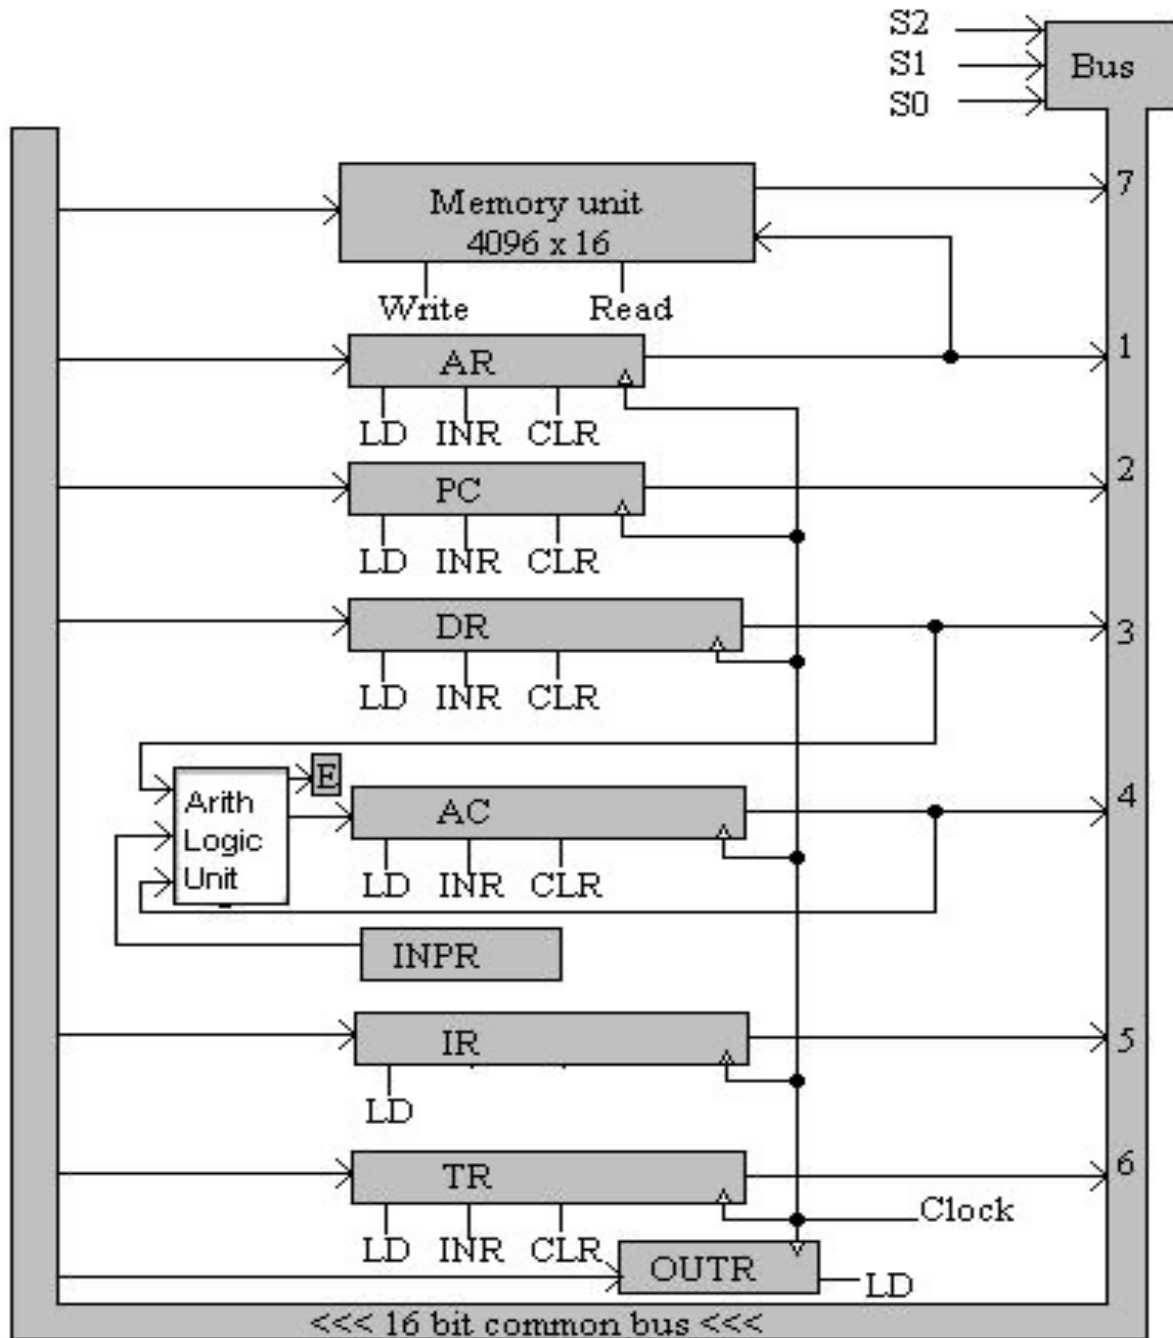 S2
S1
S0
Bus
7
Memory unit
4096 x 16
Write Read
1
AR
LD INR CLR
2
PC
LD INR CLR
3
DR
LD INR CLR
E
4
Arith
Logic
Unit
AC
LD INR CLR
INPR
5
IR
LD
6
TR
Clock
LD INR CLR
OUTR
LD
<<< 16 bit common bus <<<